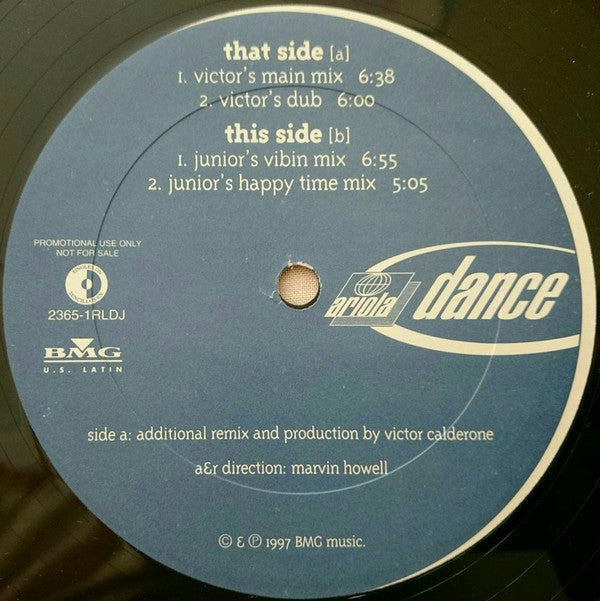 that side [a]
1. victor's main mix 6:38
2. victor's dub 6:00
this side [b]
1. junior's vibin mix 6:55
2. junior's happy time mix 5:05
PROMOTIONAL USE ONLY
NOT FOR SALE
2365-1RLDJ
BMG
U.S. LATIN
ariola dance
side a: additional remix and production by victor calderone
a&r direction: marvin howell
© & ℗ 1997 BMG music.